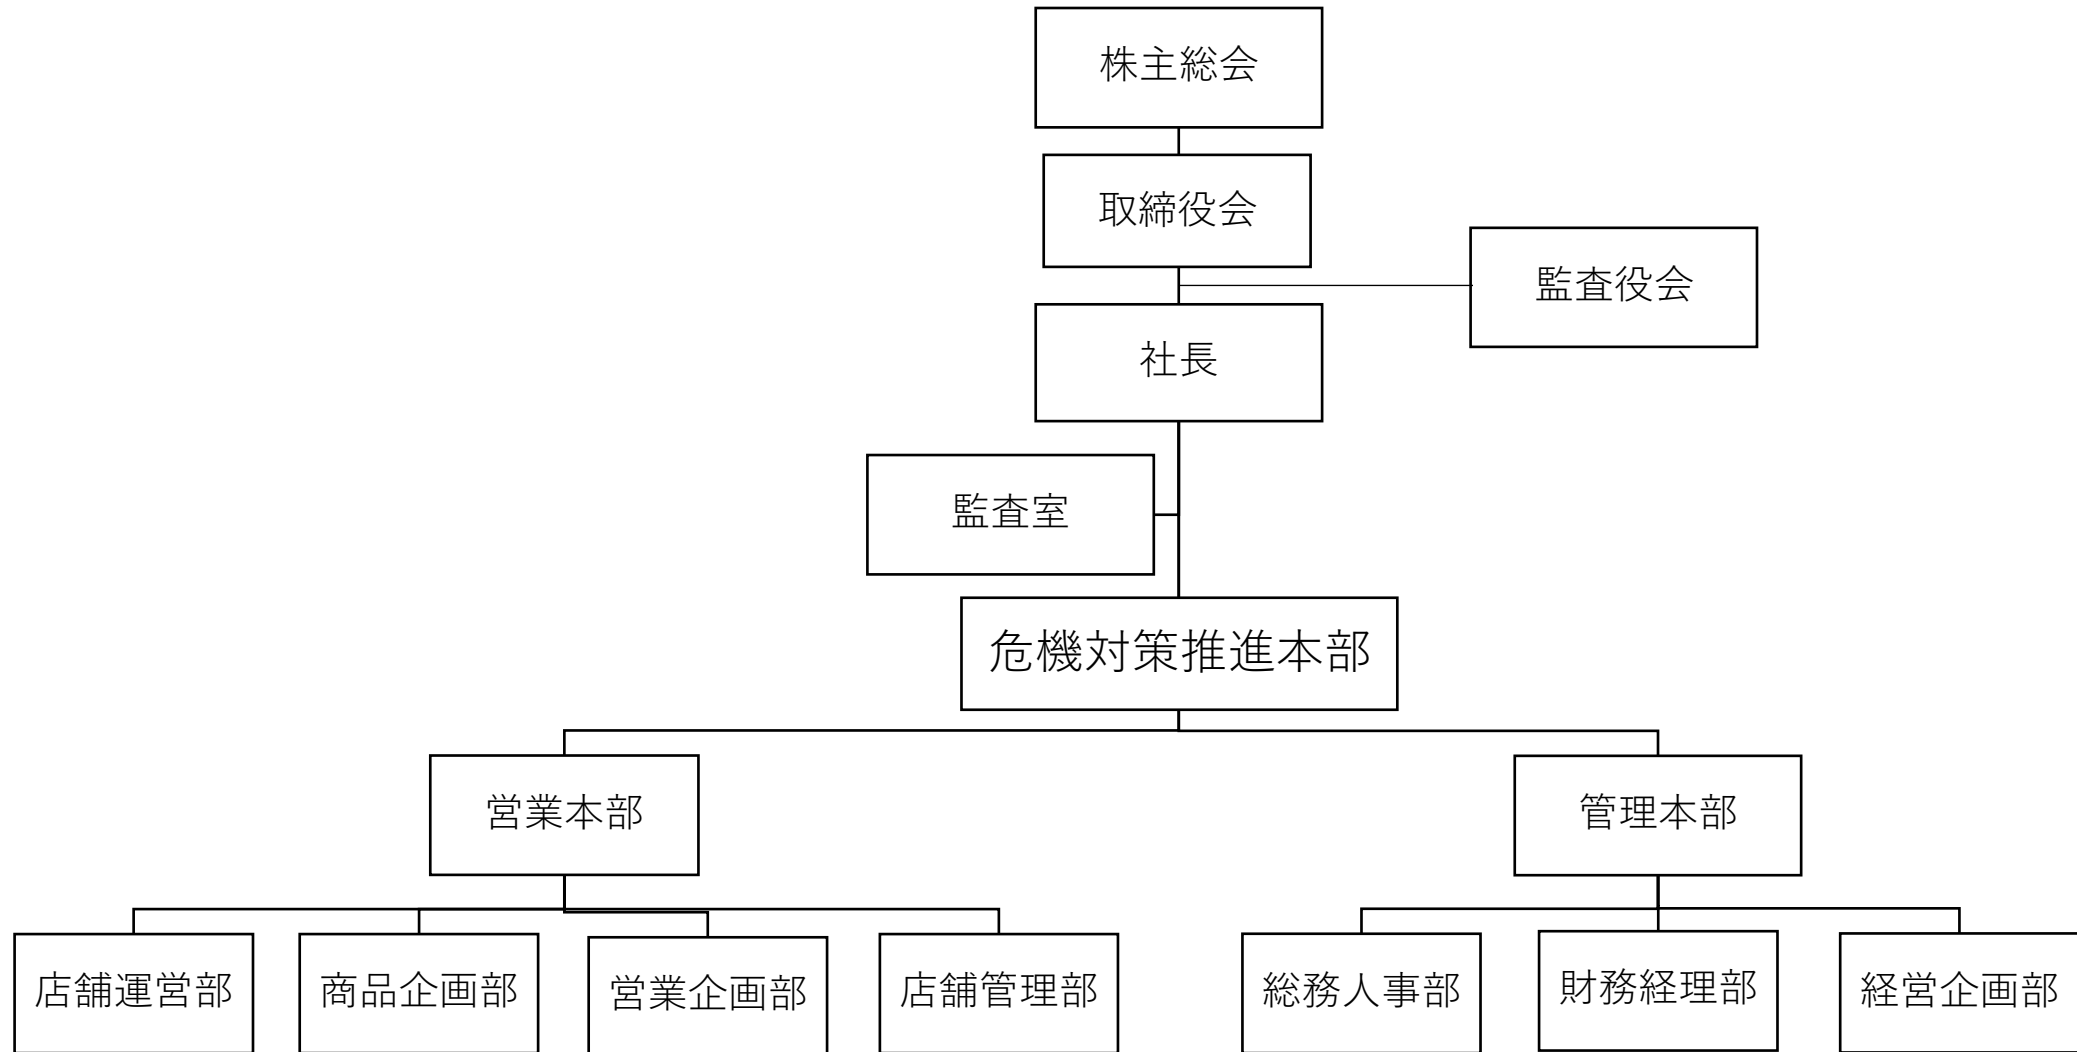 株主総会
取締役会
監査役会
社長
監査室
危機対策推進本部
営業本部
管理本部
店舗運営部
商品企画部
営業企画部
店舗管理部
総務人事部
財務経理部
経営企画部